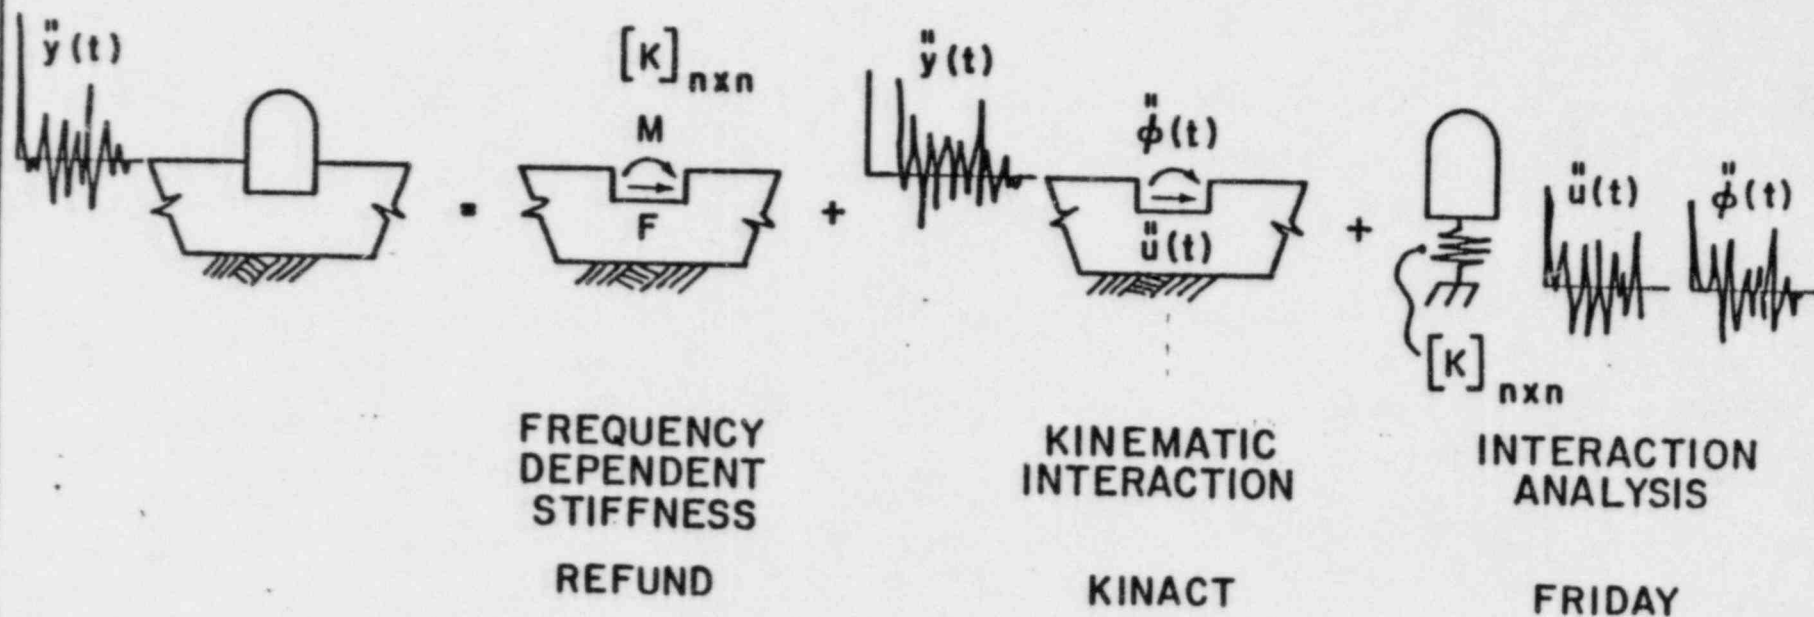 ÿ(t)
[K]nxn
M
F
=
+
ÿ(t)
φ̈(t)
ü(t)
+
[K]nxn
ü(t)
φ̈(t)
FREQUENCY
DEPENDENT
STIFFNESS
REFUND
KINEMATIC
INTERACTION
KINACT
INTERACTION
ANALYSIS
FRIDAY